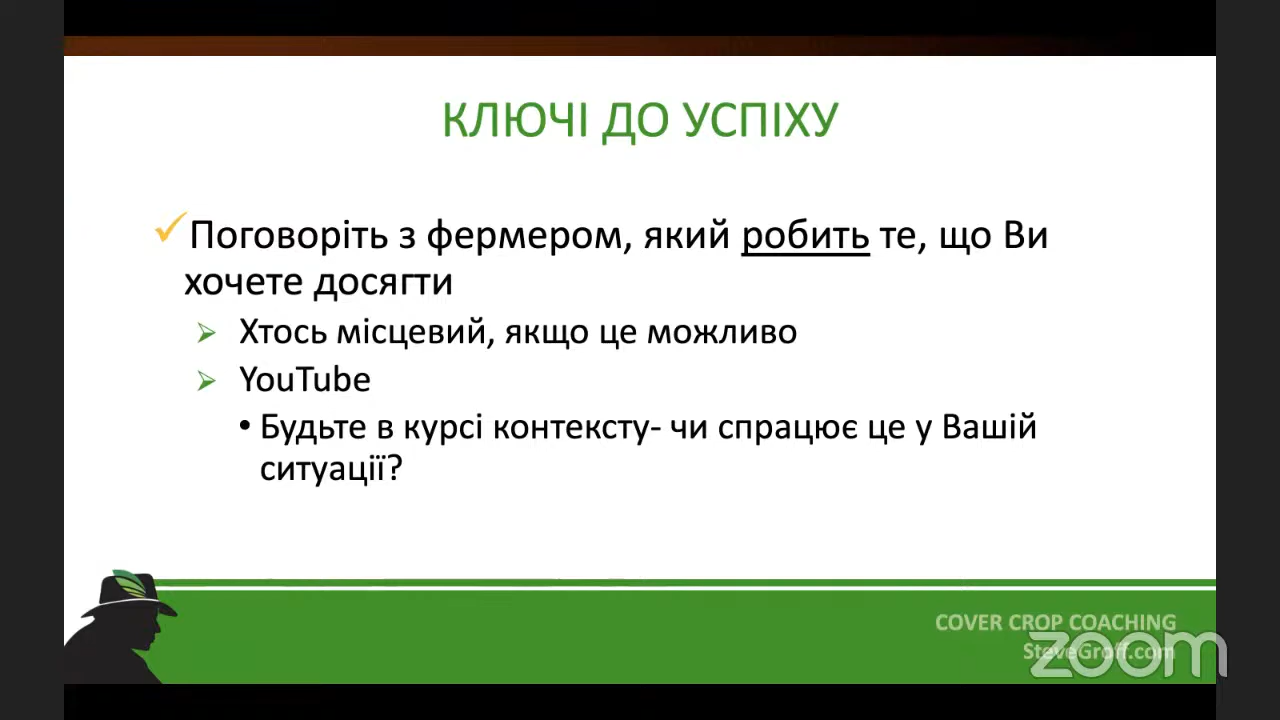 КЛЮЧІ ДО УСПІХУ
Поговоріть з фермером, який робить те, що Ви
хочете досягти
Хтось місцевий, якщо це можливо
YouTube
Будьте в курсі контексту- чи спрацює це у Вашій
ситуації?
COVER CROP COACHING
SteveGroff.com
zoom